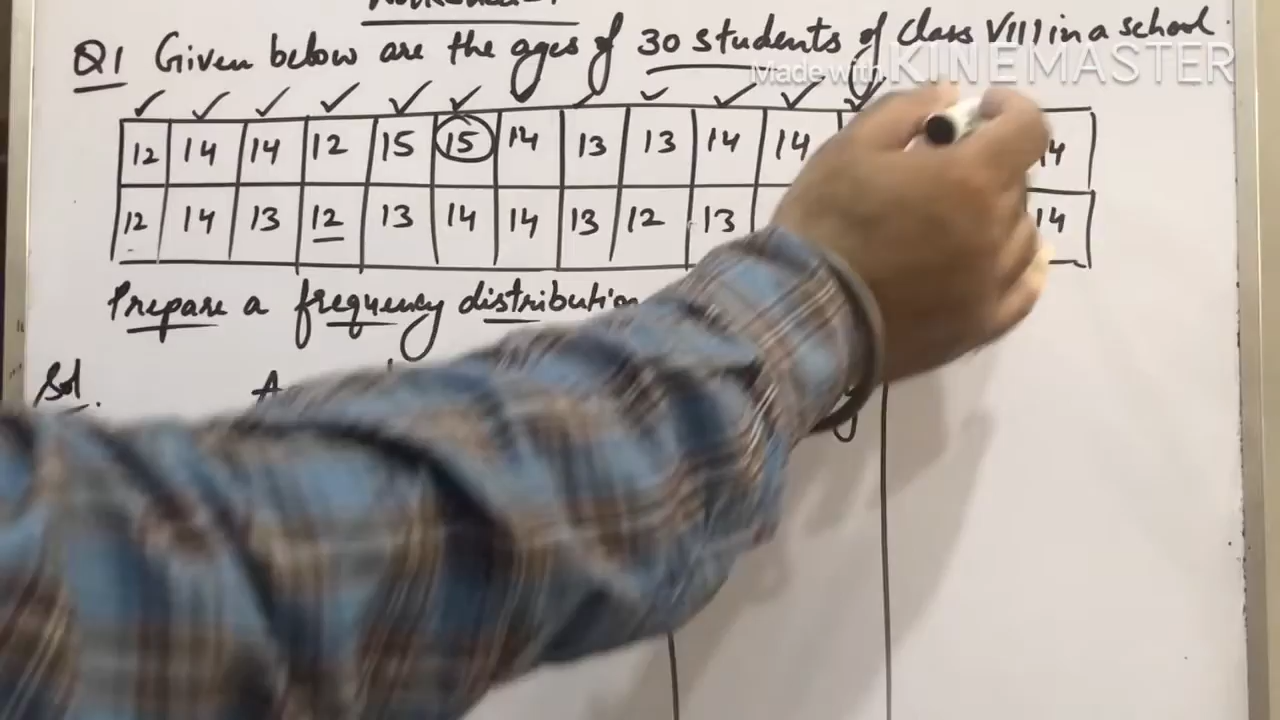 Q1 Given below are the ages of 30 students of class VIII in a school
Made with KINEMASTER
12 14 14 12 15 15 14 13 13 14 14 14
12 14 13 12 13 14 14 13 12 13 14
Prepare a frequency distribution
Sol.